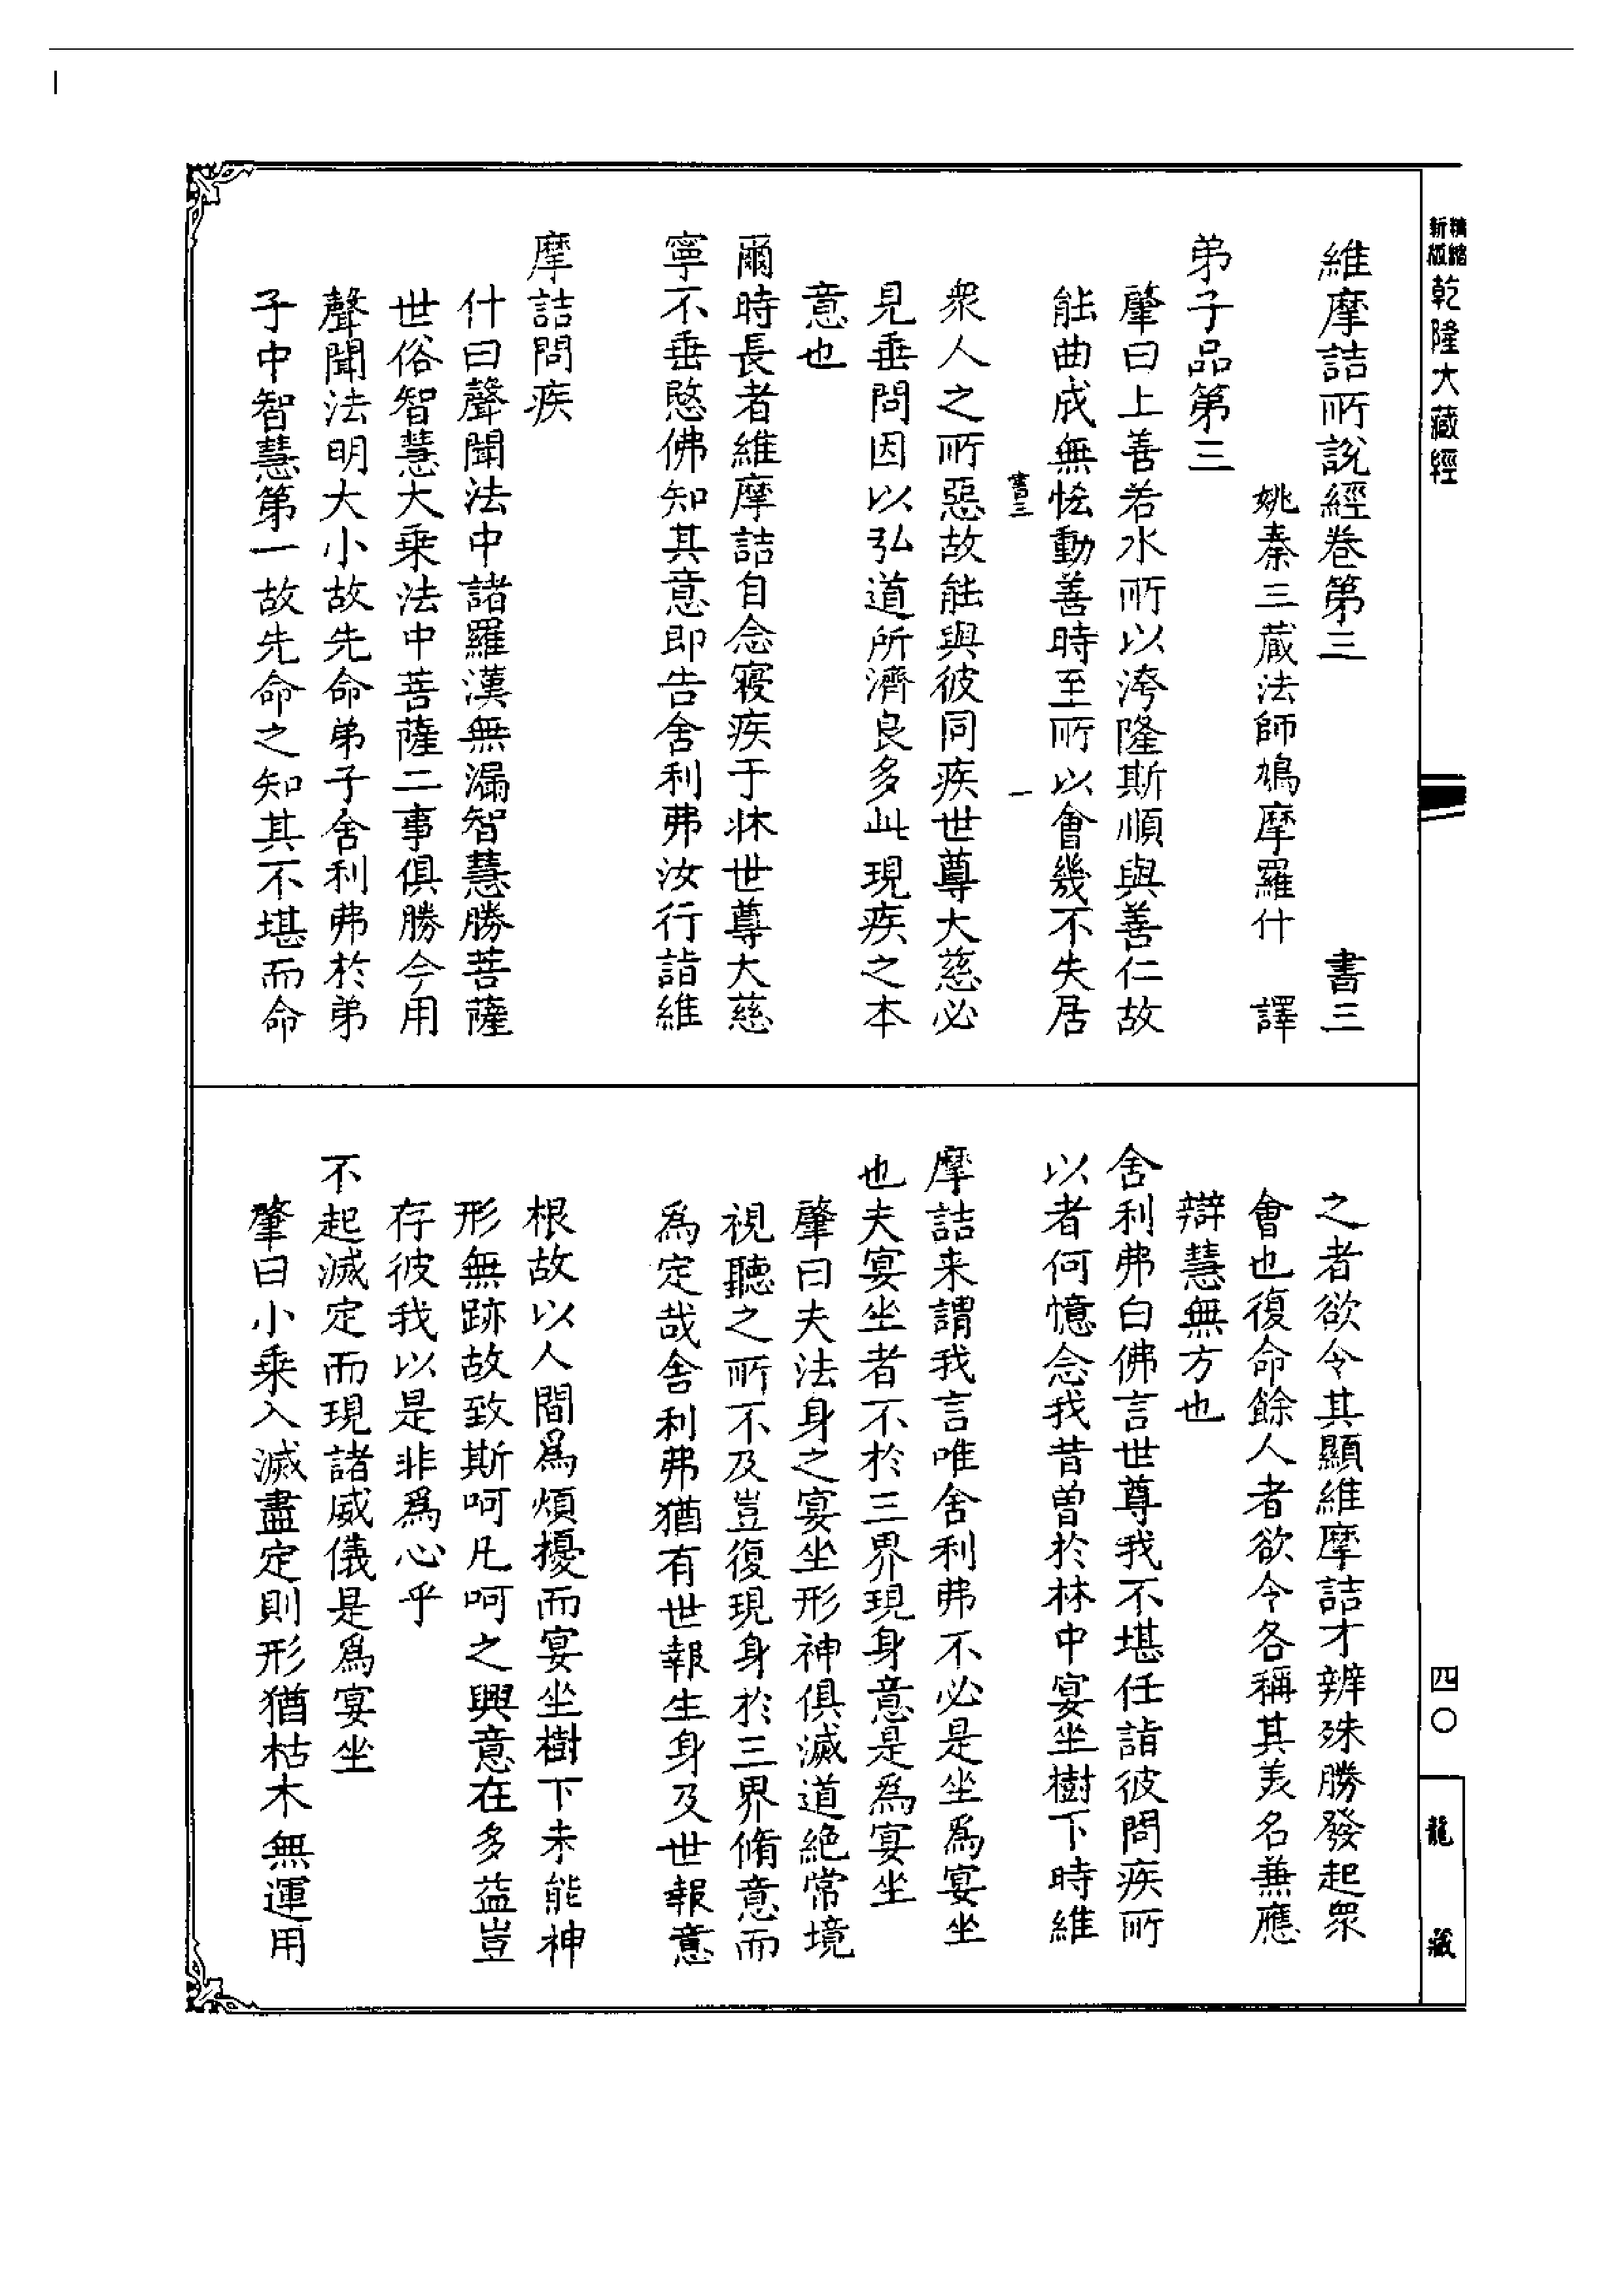 新精
版縮
乾隆大藏經
維摩詰所說經卷第三 書三
姚秦三藏法師鳩摩羅什 譯
弟子品第三
肇曰上善若水所以洿隆斯順與善仁故
能曲成無恡動善時至所以會幾不失居
書三 一
衆人之所惡故能與彼同疾世尊大慈必
見垂問因以弘道所濟良多此現疾之本
意也
爾時長者維摩詰自念寢疾于牀世尊大慈
寧不垂愍佛知其意即告舍利弗汝行詣維
摩詰問疾
什曰聲聞法中諸羅漢無漏智慧勝菩薩
世俗智慧大乘法中菩薩二事俱勝今用
聲聞法明大小故先命弟子舍利弗於弟
子中智慧第一故先命之知其不堪而命
之者欲令其顯維摩詰才辨殊勝發起衆
會也復命餘人者欲令各稱其美名兼應
辯慧無方也
舍利弗白佛言世尊我不堪任詣彼問疾所
以者何憶念我昔曾於林中宴坐樹下時維
摩詰來謂我言唯舍利弗不必是坐爲宴坐
也夫宴坐者不於三界現身意是爲宴坐
肇曰夫法身之宴坐形神俱滅道絕常境
視聽之所不及豈復現身於三界脩意而
爲定哉舍利弗猶有世報生身及世報意
根故以人間爲煩擾而宴坐樹下未能神
形無跡故致斯呵凡呵之興意在多益豈
存彼我以是非爲心乎
不起滅定而現諸威儀是爲宴坐
肇曰小乘入滅盡定則形猶枯木無運用
四〇
龍藏